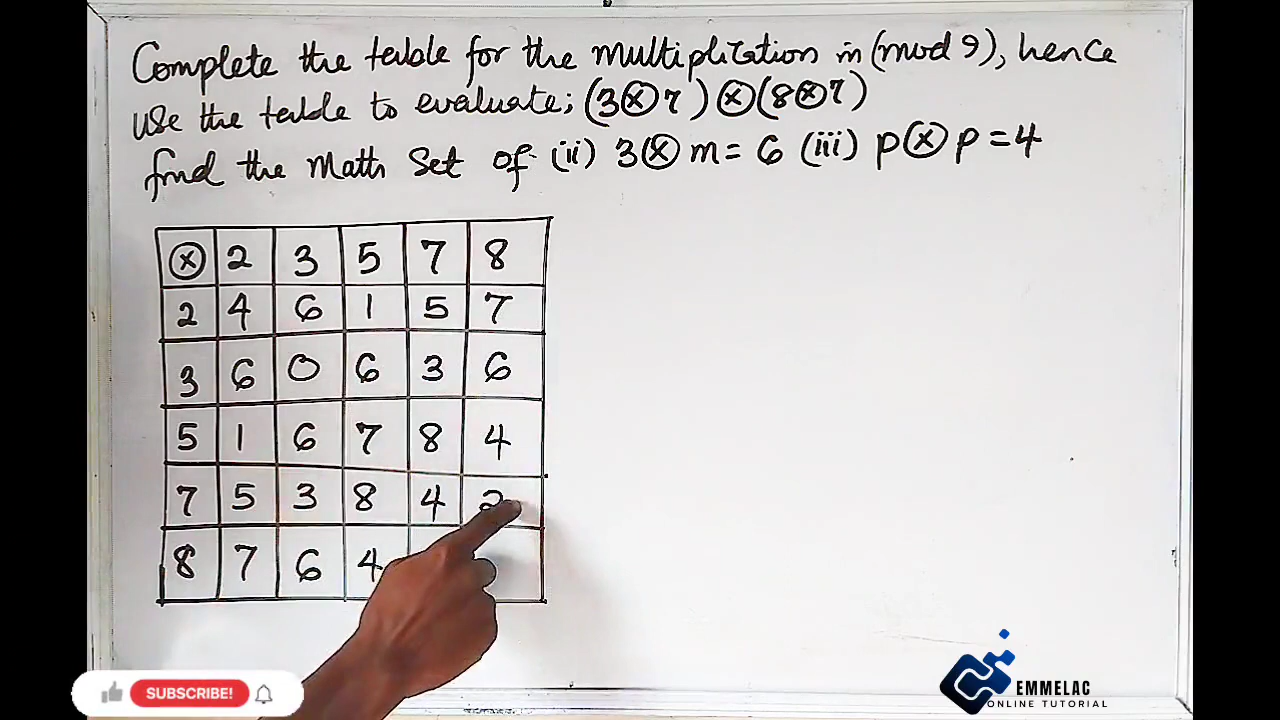 Complete the table for the multiplication in (mod 9), hence
use the table to evaluate; (3⊗7)⊗(8⊗7)
find the Math Set of (ii) 3⊗m = 6 (iii) p⊗p = 4
⊗ 2 3 5 7 8
2 4 6 1 5 7
3 6 0 6 3 6
5 1 6 7 8 4
7 5 3 8 4 2
8 7 6 4
SUBSCRIBE!
EMMELAC
ONLINE TUTORIAL